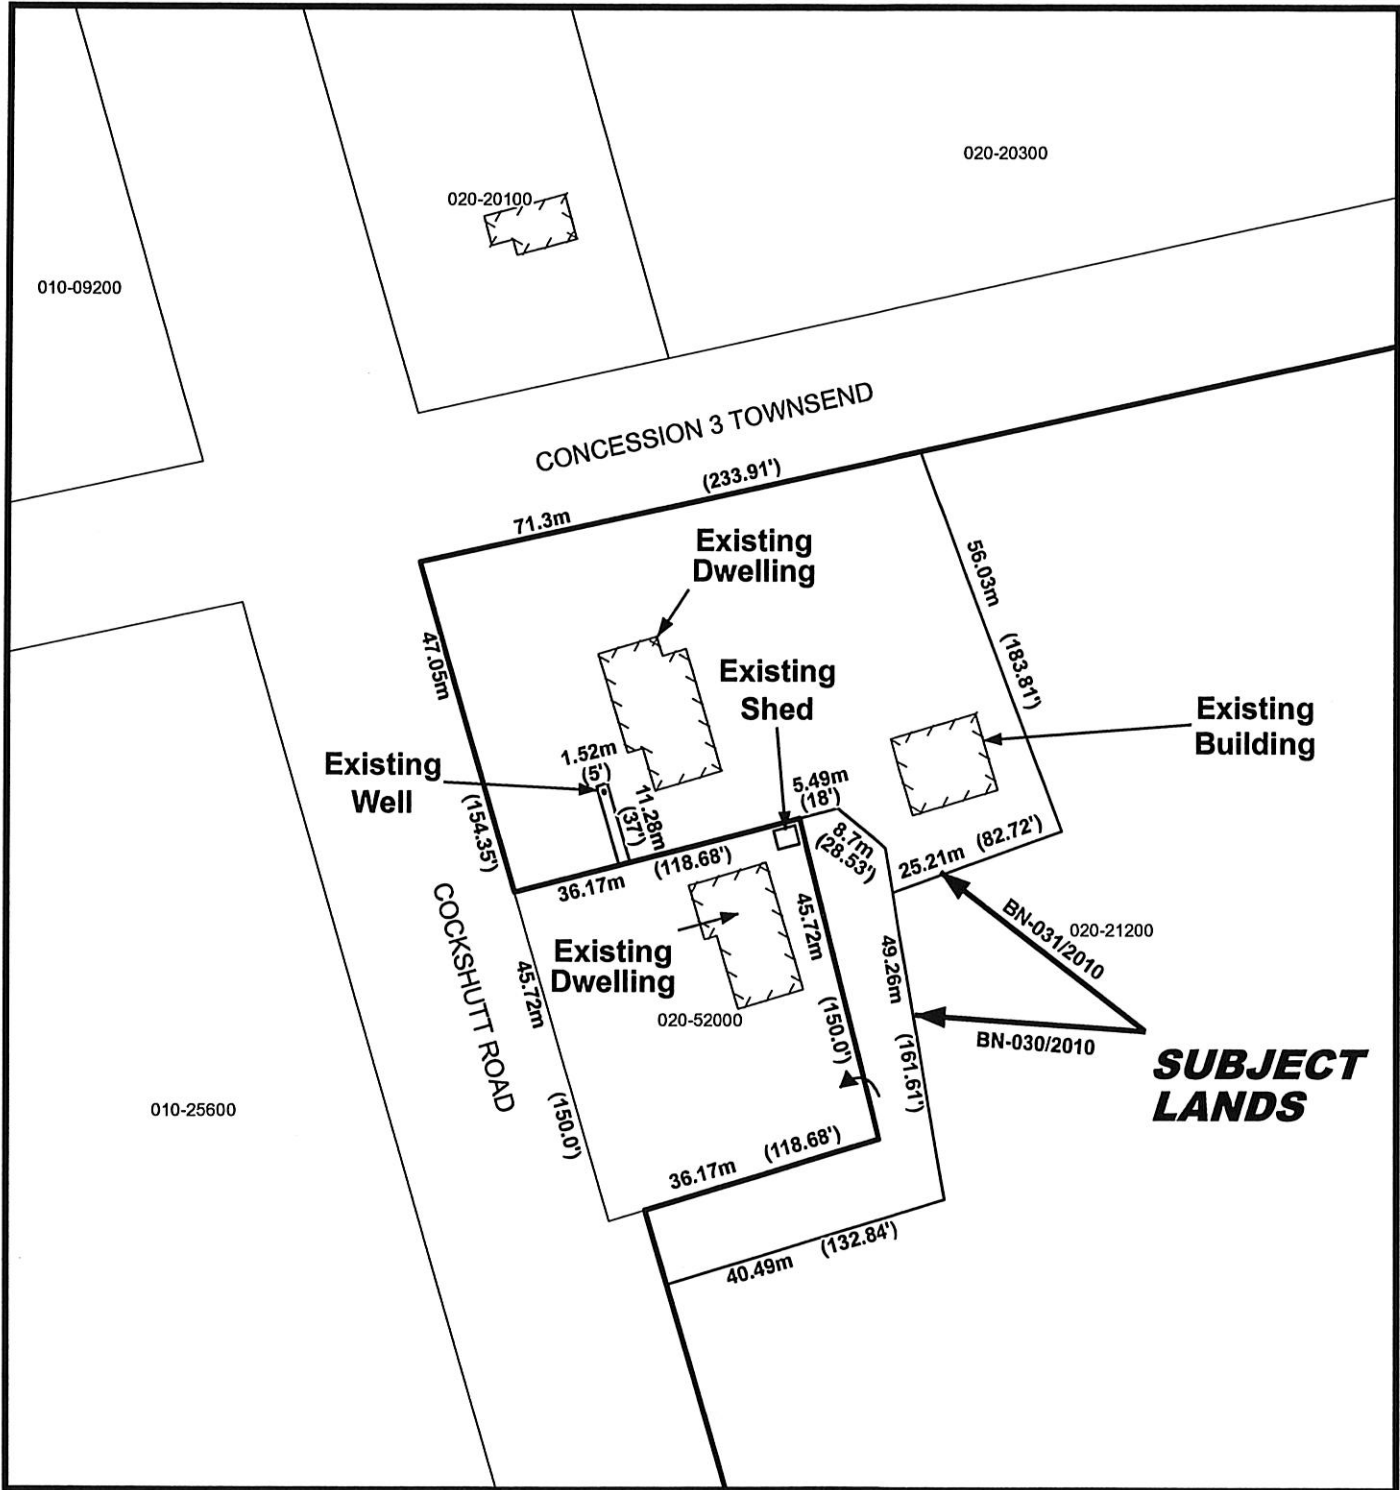 020-20300
020-20100
010-09200
CONCESSION 3 TOWNSEND
(233.91')
71.3m
Existing
Dwelling
56.03m
(183.81')
47.05m
(154.35')
Existing
Shed
Existing
Building
Existing
Well
1.52m
(5')
11.28m
(37')
5.49m
(18')
8.7m
(28.53')
25.21m (82.72')
36.17m (118.68')
COCKSHUTT ROAD
45.72m
(150.0')
Existing
Dwelling
020-52000
45.72m
(150.0')
49.26m
(161.61')
BN-031/2010
020-21200
BN-030/2010
SUBJECT
LANDS
010-25600
36.17m (118.68')
40.49m (132.84')